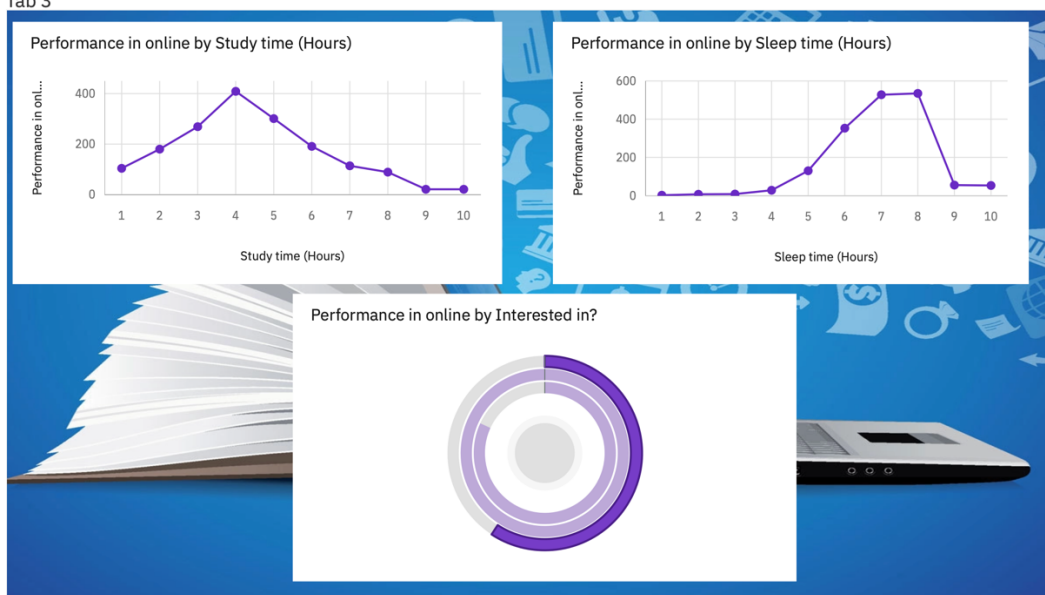 Tab 3
Performance in online by Study time (Hours)
Performance in onl...
400
200
0
1 2 3 4 5 6 7 8 9 10
Study time (Hours)
Performance in online by Sleep time (Hours)
Performance in onl...
600
400
200
0
1 2 3 4 5 6 7 8 9 10
Sleep time (Hours)
Performance in online by Interested in?